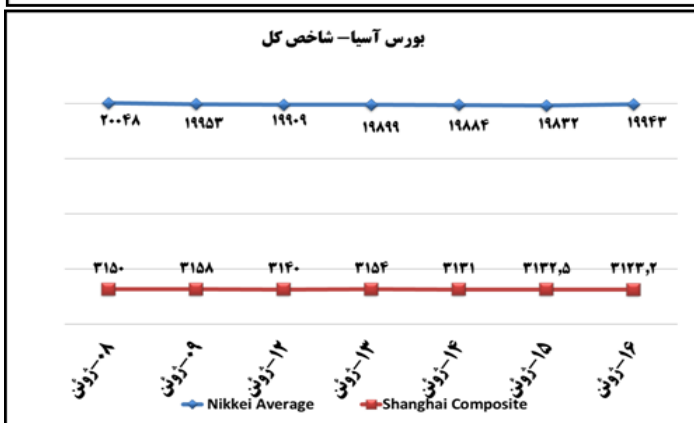 بورس آسیا– شاخص کل
۲۰۰۴۸ ۱۹۹۵۳ ۱۹۹۰۹ ۱۹۸۹۹ ۱۹۸۸۴ ۱۹۸۳۲ ۱۹۹۴۳
۳۱۵۰ ۳۱۵۸ ۳۱۴۰ ۳۱۵۴ ۳۱۳۱ ۳۱۳۲,۵ ۳۱۲۳,۲
۰۸-ژوئن ۰۹-ژوئن ۱۲-ژوئن ۱۳-ژوئن ۱۴-ژوئن ۱۵-ژوئن ۱۶-ژوئن
Nikkei Average Shanghai Composite